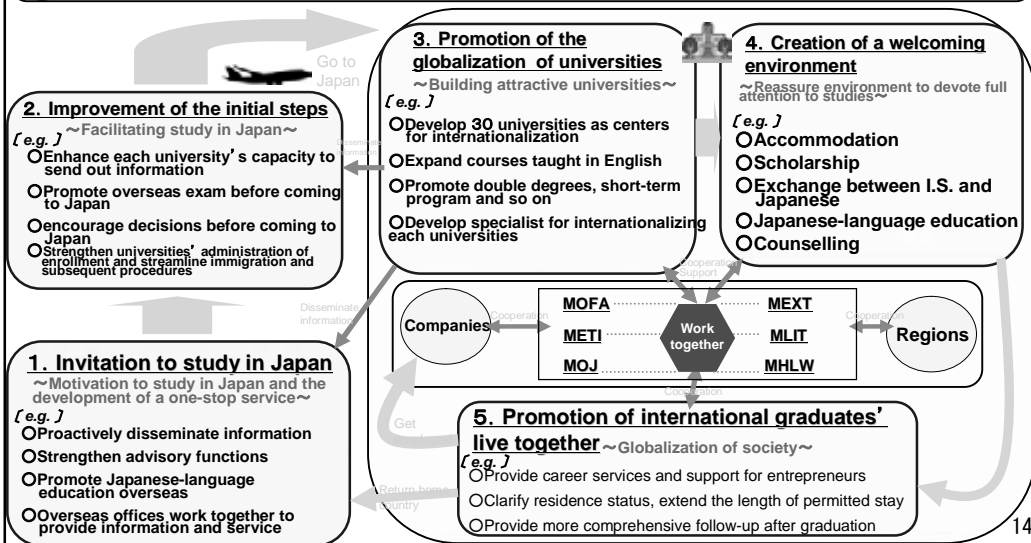 3. Promotion of the
globalization of universities
～Building attractive universities～
[e.g.]
○Develop 30 universities as centers
for internationalization
○Expand courses taught in English
○Promote double degrees, short-term
program and so on
○Develop specialist for internationalizing
each universities
4. Creation of a welcoming
environment
～Reassure environment to devote full
attention to studies～
[e.g.]
○Accommodation
○Scholarship
○Exchange between I.S. and
Japanese
○Japanese-language education
○Counselling
Go to
Japan
2. Improvement of the initial steps
～Facilitating study in Japan～
[e.g.]
○Enhance each university's capacity to
send out information
○Promote overseas exam before coming
to Japan
○encourage decisions before coming to
Japan
○Strengthen universities' administration of
enrollment and streamline immigration and
subsequent procedures
Disseminate
information
Disseminate
information
Cooperation
Support
Companies
Cooperation
MOFA
METI
MOJ
Work
together
MEXT
MLIT
MHLW
Cooperation
Regions
Cooperation
1. Invitation to study in Japan
～Motivation to study in Japan and the
development of a one-stop service～
[e.g.]
○Proactively disseminate information
○Strengthen advisory functions
○Promote Japanese-language
education overseas
○Overseas offices work together to
provide information and service
Get
Return home
country
5. Promotion of international graduates'
live together ～Globalization of society～
[e.g.]
○Provide career services and support for entrepreneurs
○Clarify residence status, extend the length of permitted stay
○Provide more comprehensive follow-up after graduation
14